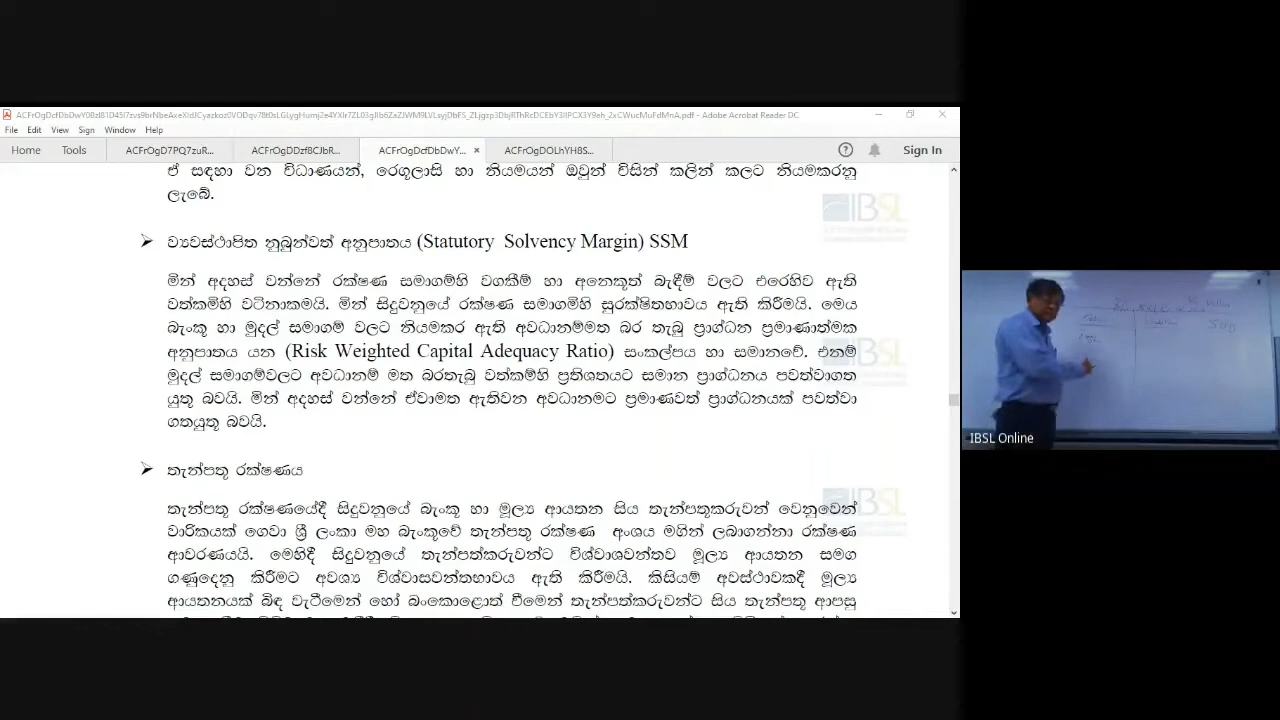 ACFrOgDcfDbDwY0BzI81D45I7zvs9brNbeAxeXIdJCyazkoz0VODqv78t0sLGLygHumj2e4YXIr7ZL03gJIb6ZaZJWM9LVLsyjDbFS_ZLjgzp3DbjRThRcDCEbY3IIPCX3Y9eh_2xCWucMuFdMnA.pdf - Adobe Acrobat Reader DC
File Edit View Sign Window Help
Home Tools ACFrOgD7PQ7zuR... ACFrOgDDzf8CJbR... ACFrOgDcfDbDwY... × ACFrOgDOLhYH8S... Sign In
ඒ සඳහා වන විධාණයන්, රෙගුලාසි හා නියමයන් ඔවුන් විසින් කලින් කලට නියමකරනු
ලැබේ.
➢ ව්‍යවස්ථාපිත නුබුන්වත් අනුපාතය (Statutory Solvency Margin) SSM
මින් අදහස් වන්නේ රක්ෂණ සමාගම්හි වගකීම් හා අනෙකුත් බැඳීම් වලට එරෙහිව ඇති
වත්කම්හි වටිනාකමයි. මින් සිදුවනුයේ රක්ෂණ සමාගම්හි සුරක්ෂිතභාවය ඇති කිරීමයි. මෙය
බැංකු හා මුදල් සමාගම් වලට නියමකර ඇති අවධානම්මත බර තැබු ප්‍රාග්ධන ප්‍රමාණාත්මක
අනුපාතය යන (Risk Weighted Capital Adequacy Ratio) සංකල්පය හා සමානවේ. එනම්
මුදල් සමාගම්වලට අවධානම් මත බරතැබු වත්කම්හි ප්‍රතිශතයට සමාන ප්‍රාග්ධනය පවත්වාගත
යුතු බවයි. මින් අදහස් වන්නේ ඒවාමත ඇතිවන අවධානමට ප්‍රමාණවත් ප්‍රාග්ධනයක් පවත්වා
ගතයුතු බවයි.
➢ තැන්පතු රක්ෂණය
තැන්පතු රක්ෂණයේදී සිදුවනුයේ බැංකු හා මූල්‍ය ආයතන සිය තැන්පතුකරුවන් වෙනුවෙන්
වාරිකයක් ගෙවා ශ්‍රී ලංකා මහ බැංකුවේ තැන්පතු රක්ෂණ අංශය මගින් ලබාගන්නා රක්ෂණ
ආවරණයයි. මෙහිදී සිදුවනුයේ තැන්පත්කරුවන්ට විශ්වාශවන්තව මූල්‍ය ආයතන සමග
ගණුදෙනු කිරීමට අවශ්‍ය විශ්වාසවන්තභාවය ඇති කිරීමයි. කිසියම් අවස්ථාවකදී මූල්‍ය
ආයතනයක් බිඳ වැටීමෙන් හෝ බංකොළොත් වීමෙන් තැන්පත්කරුවන්ට සිය තැන්පතු ආපසු
IBSL
IBSL
IBSL
IBSL Online